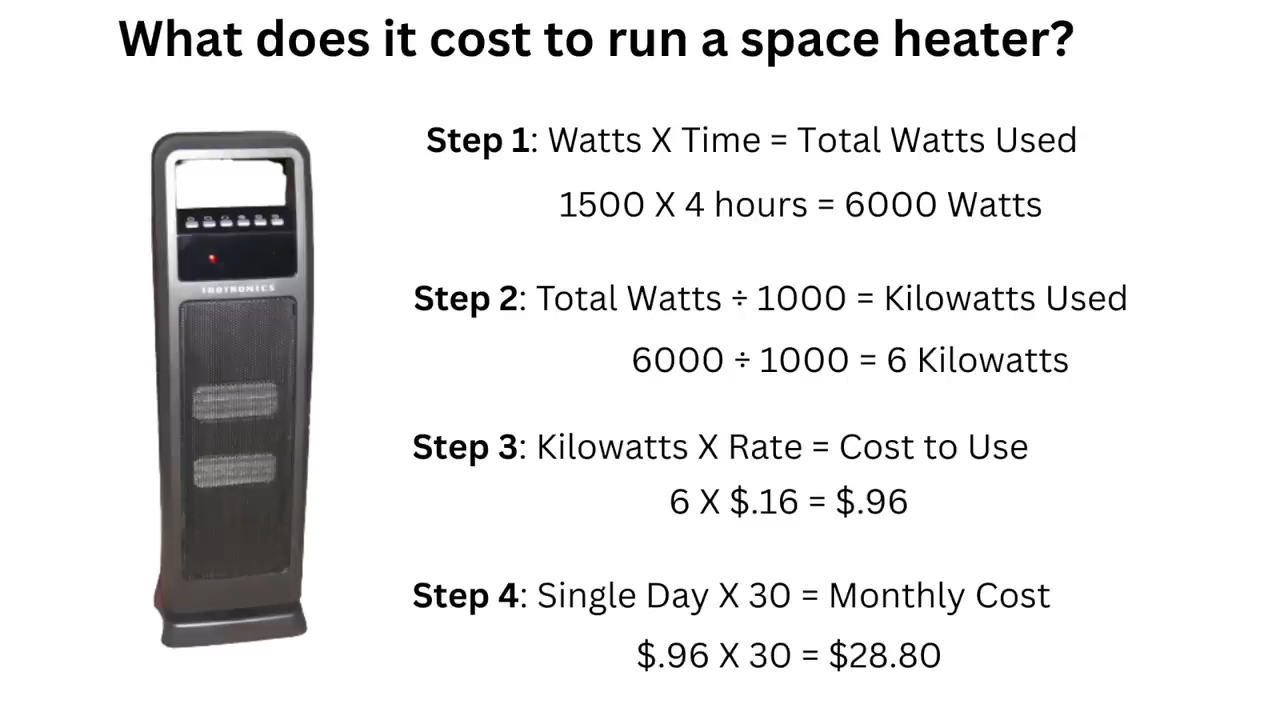 What does it cost to run a space heater?
Step 1: Watts X Time = Total Watts Used
1500 X 4 hours = 6000 Watts
Step 2: Total Watts ÷ 1000 = Kilowatts Used
6000 ÷ 1000 = 6 Kilowatts
Step 3: Kilowatts X Rate = Cost to Use
6 X $.16 = $.96
Step 4: Single Day X 30 = Monthly Cost
$.96 X 30 = $28.80